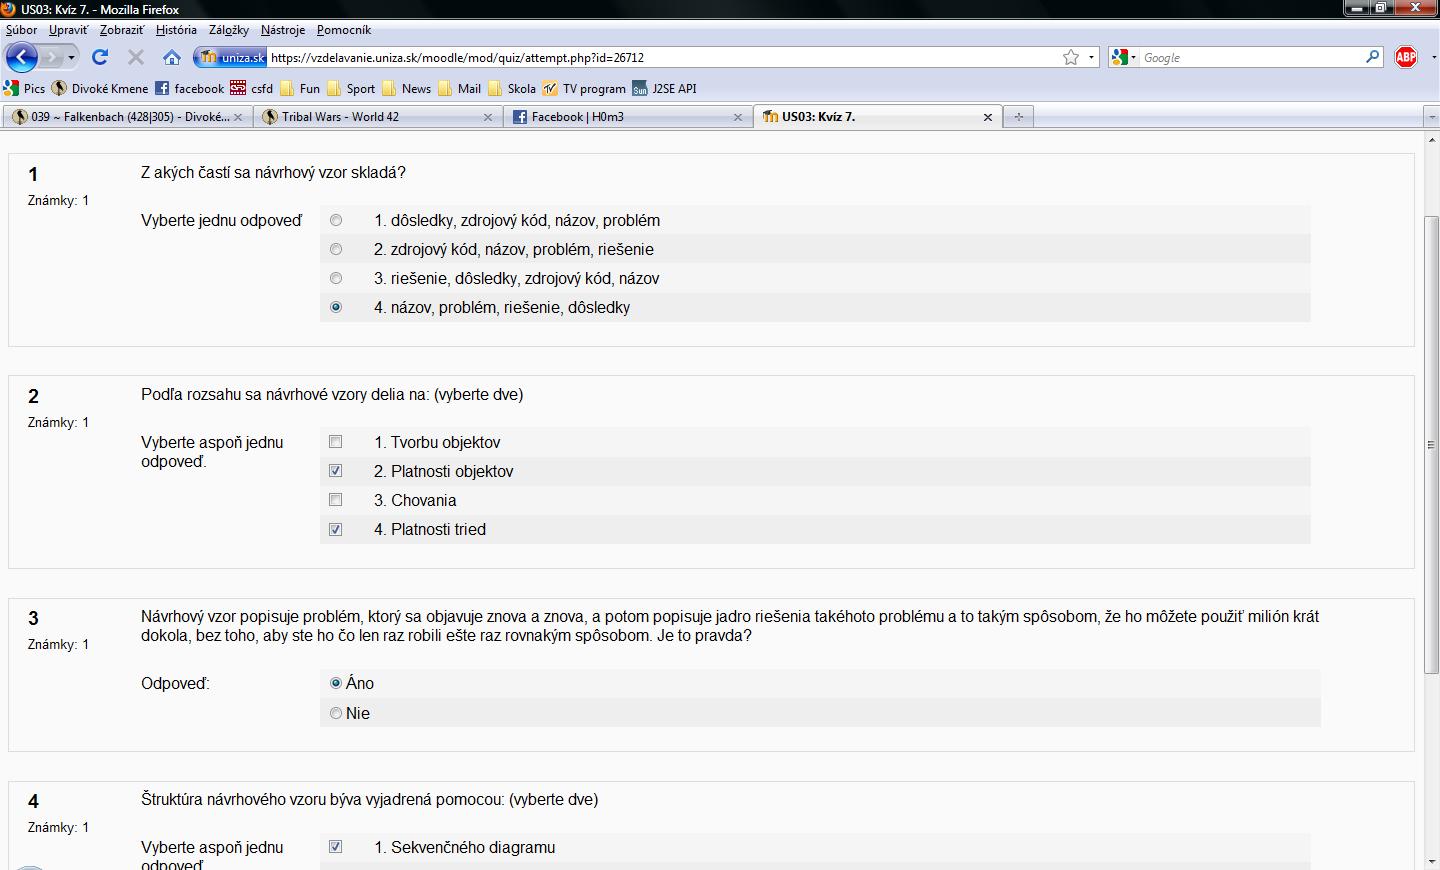 US03: Kvíz 7. - Mozilla Firefox
Súbor Upraviť Zobraziť História Záložky Nástroje Pomocník
uniza.sk https://vzdelavanie.uniza.sk/moodle/mod/quiz/attempt.php?id=26712 Google ABP
Pics Divoké Kmene facebook csfd Fun Sport News Mail Skola TV program J2SE API
039 ~ Falkenbach (428|305) - Divoké... Tribal Wars - World 42 Facebook | H0m3 US03: Kvíz 7.
1 Z akých častí sa návrhový vzor skladá?
Známky: 1
Vyberte jednu odpoveď 1. dôsledky, zdrojový kód, názov, problém
2. zdrojový kód, názov, problém, riešenie
3. riešenie, dôsledky, zdrojový kód, názov
4. názov, problém, riešenie, dôsledky
2 Podľa rozsahu sa návrhové vzory delia na: (vyberte dve)
Známky: 1
Vyberte aspoň jednu 1. Tvorbu objektov
odpoveď. 2. Platnosti objektov
3. Chovania
4. Platnosti tried
3 Návrhový vzor popisuje problém, ktorý sa objavuje znova a znova, a potom popisuje jadro riešenia takéhoto problému a to takým spôsobom, že ho môžete použiť milión krát
Známky: 1 dokola, bez toho, aby ste ho čo len raz robili ešte raz rovnakým spôsobom. Je to pravda?
Odpoveď: Áno
Nie
4 Štruktúra návrhového vzoru býva vyjadrená pomocou: (vyberte dve)
Známky: 1
Vyberte aspoň jednu 1. Sekvenčného diagramu
odpoveď.